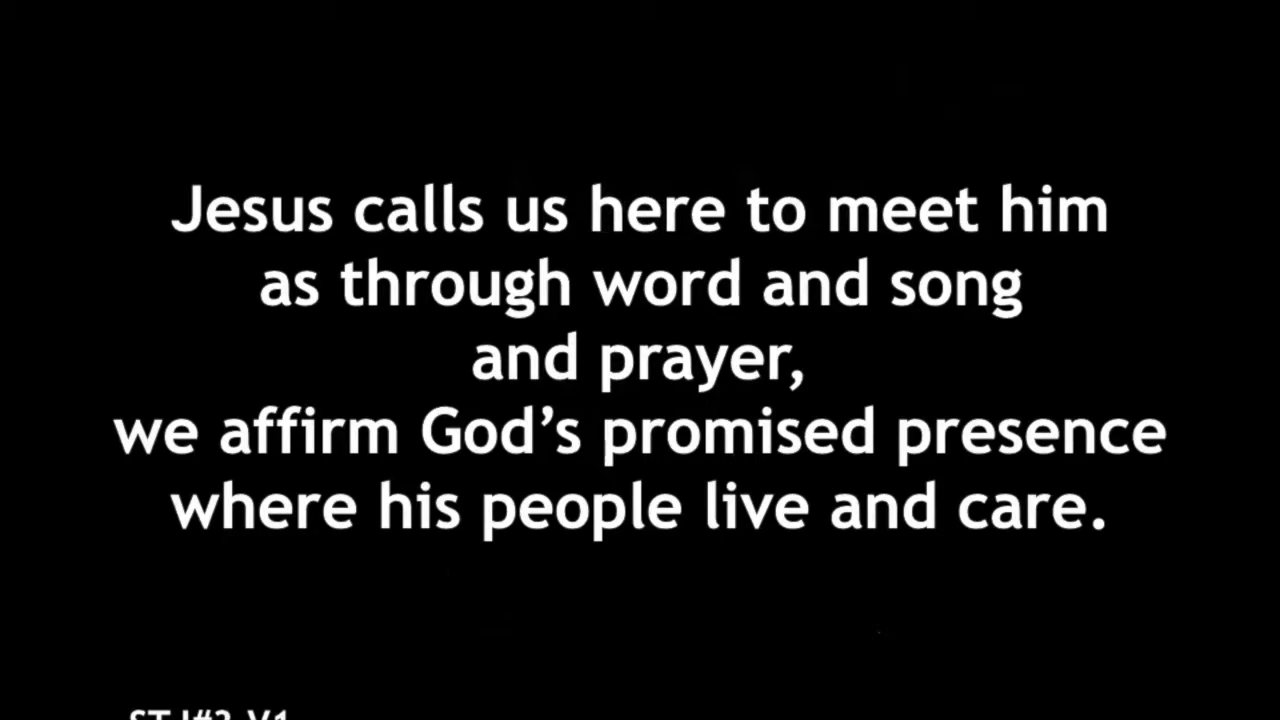 Jesus calls us here to meet him
as through word and song
and prayer,
we affirm God’s promised presence
where his people live and care.